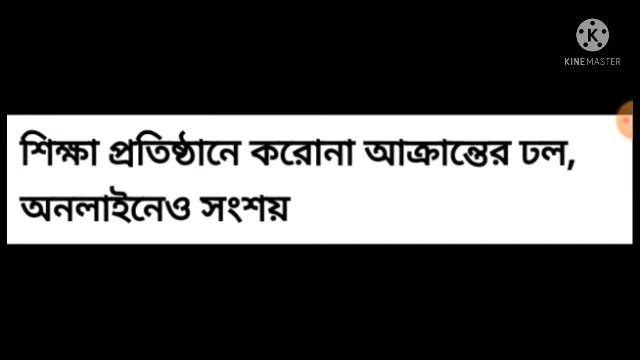 KINEMASTER
শিক্ষা প্রতিষ্ঠানে করোনা আক্রান্তের ঢল,
অনলাইনেও সংশয়